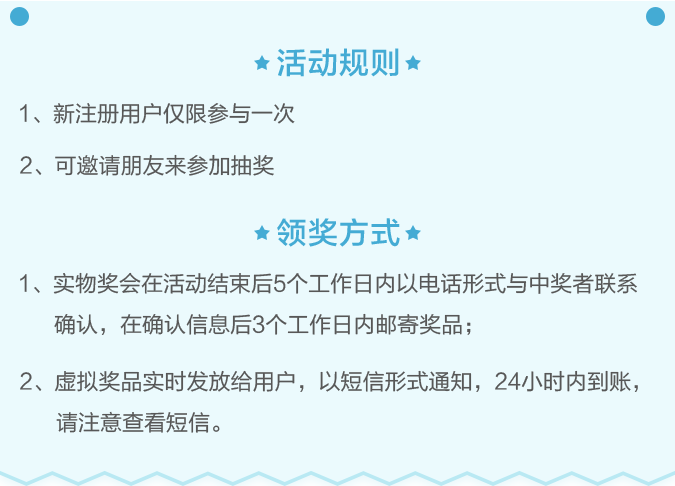 ★活动规则★
1、新注册用户仅限参与一次
2、可邀请朋友来参加抽奖
★领奖方式★
1、实物奖会在活动结束后5个工作日内以电话形式与中奖者联系
确认，在确认信息后3个工作日内邮寄奖品；
2、虚拟奖品实时发放给用户，以短信形式通知，24小时内到账，
请注意查看短信。